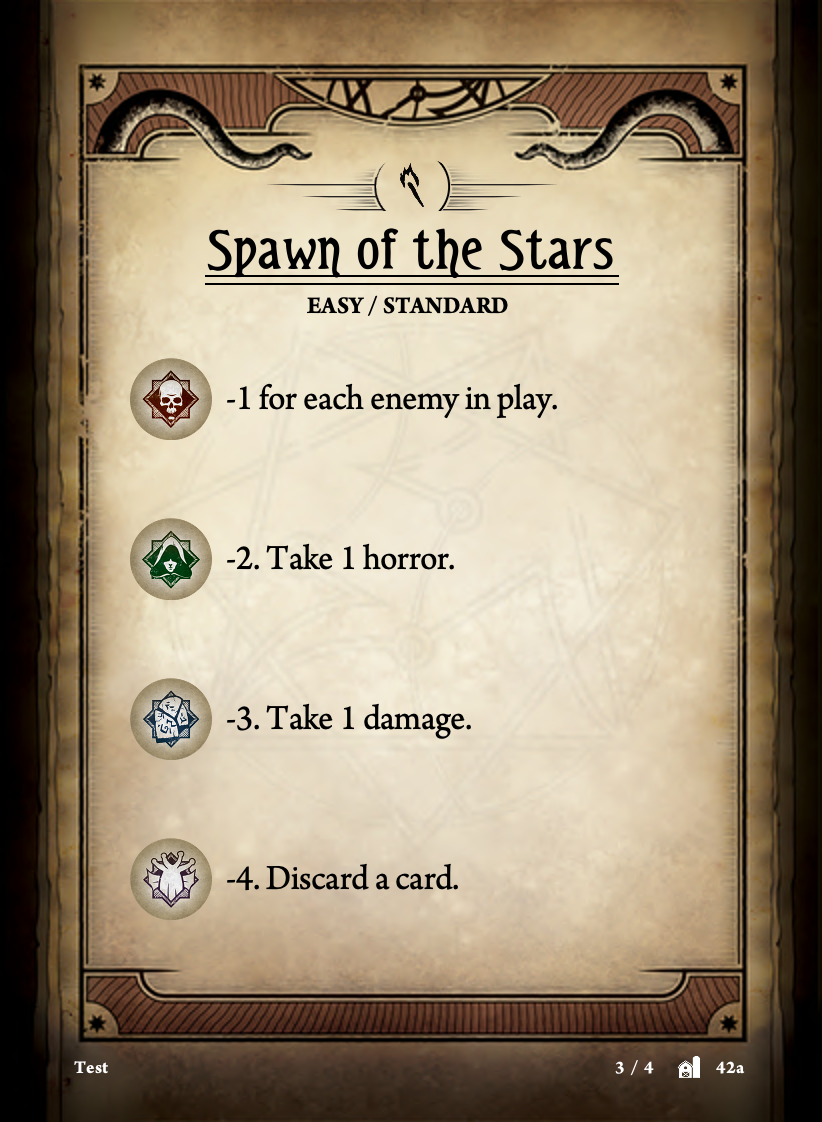 Spawn of the Stars
EASY / STANDARD
-1 for each enemy in play.
-2. Take 1 horror.
-3. Take 1 damage.
-4. Discard a card.
Test 3 / 4 42a